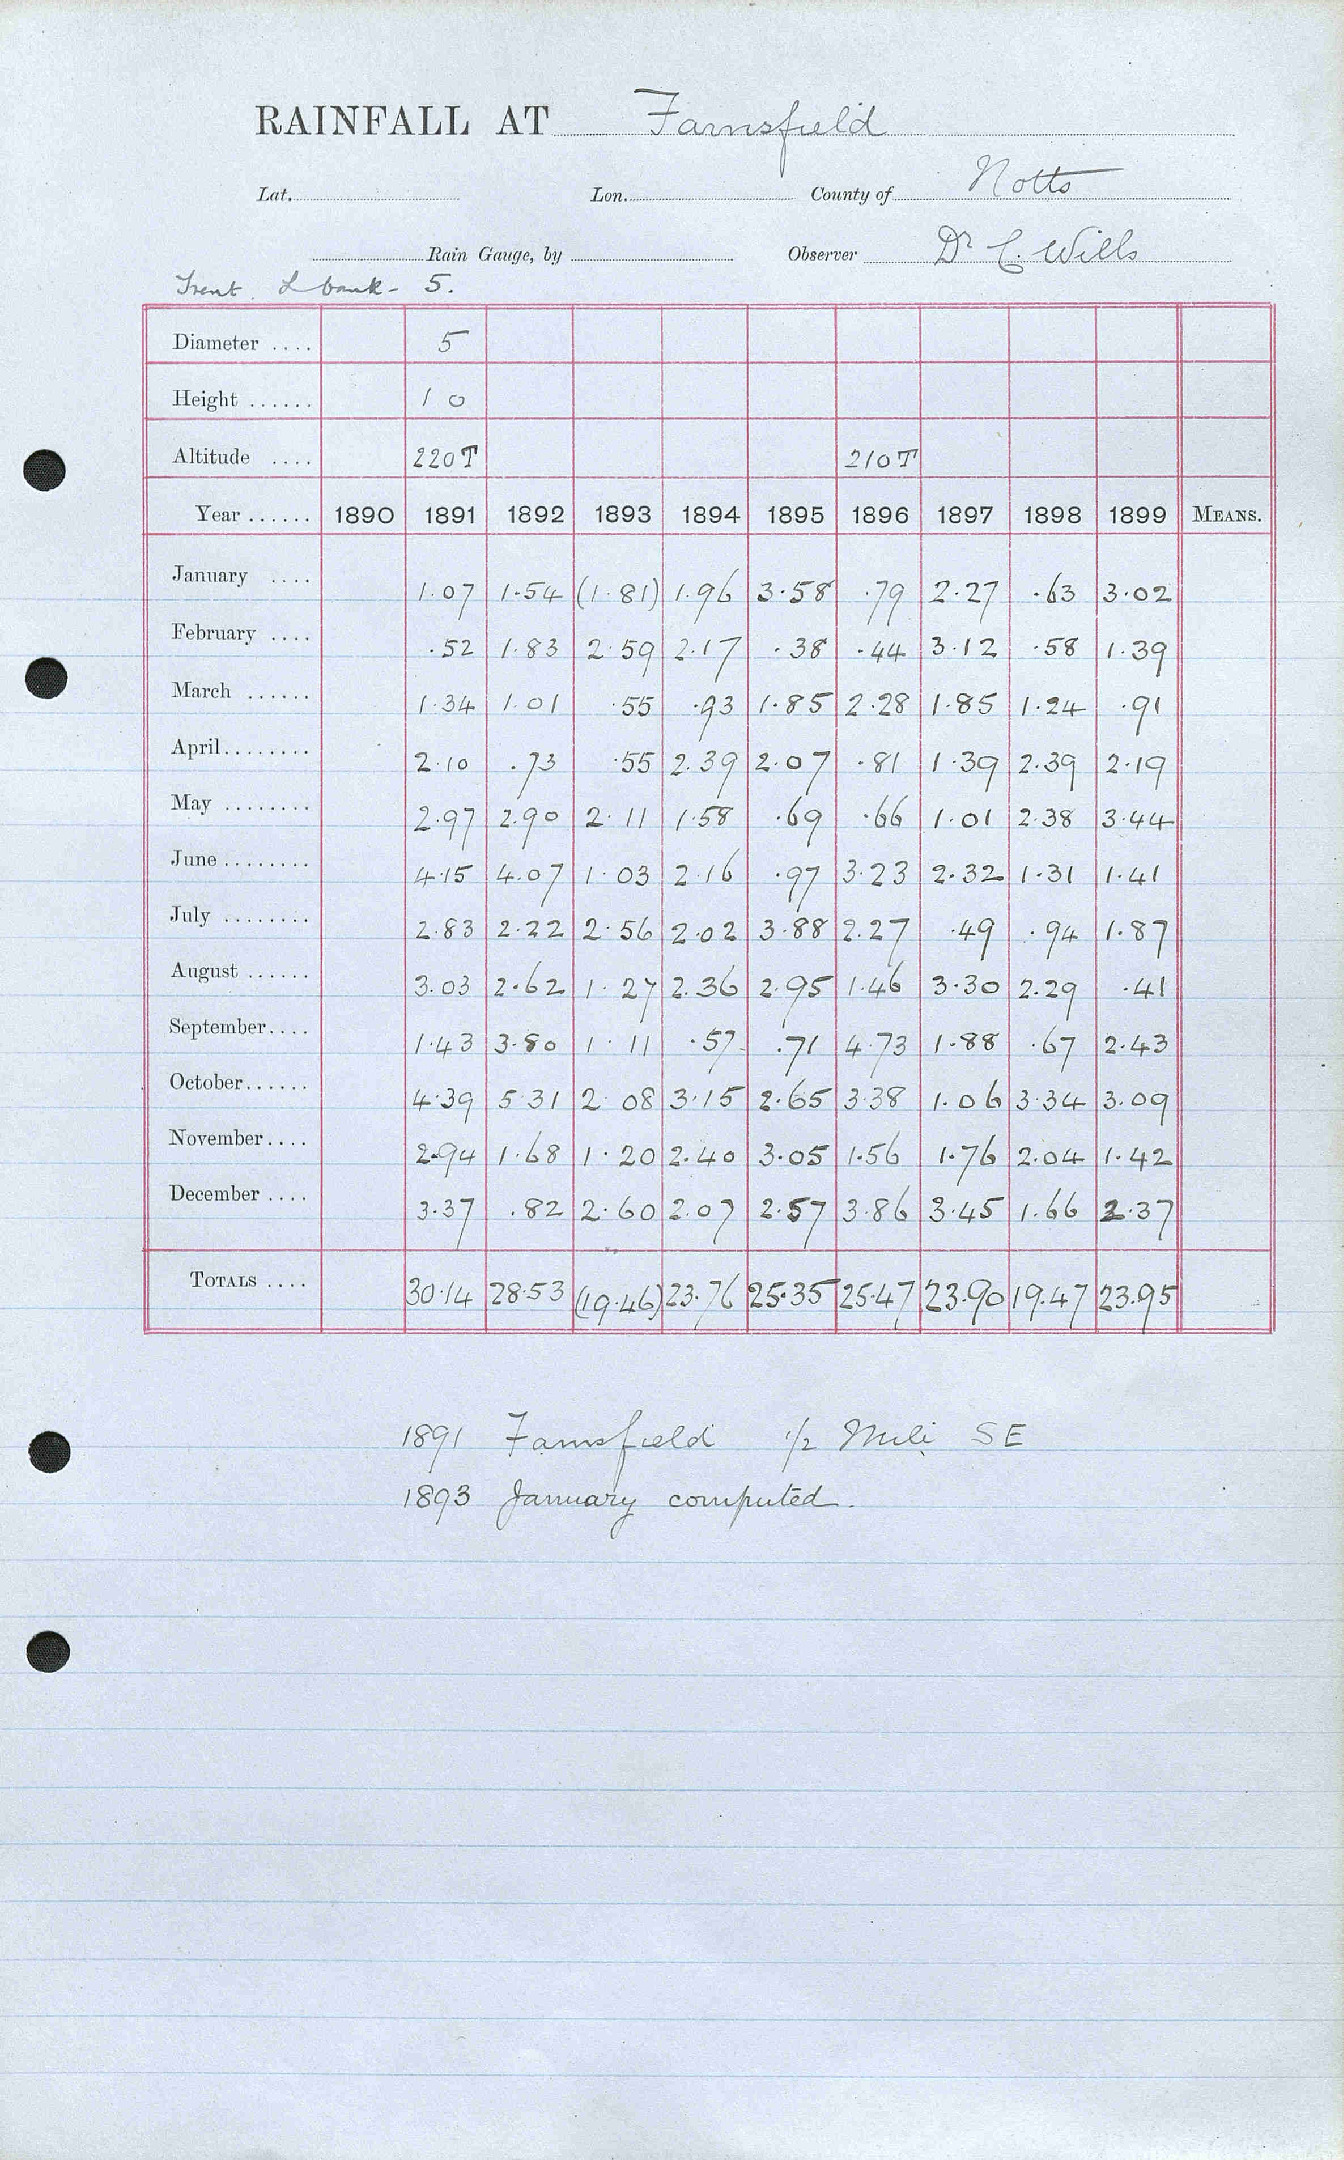 RAINFALL AT Farnsfield
Lat. Lon. County of Notts
Rain Gauge, by Observer Dr C. Wills
Trent L bank - 5.
Diameter .... 5
Height ...... 1 0
Altitude .... 220T 210T
Year ...... 1890 1891 1892 1893 1894 1895 1896 1897 1898 1899 MEANS.
January .... 1.07 1.54 (1.81) 1.96 3.58 .79 2.27 .63 3.02
February .... .52 1.83 2.59 2.17 .38 .44 3.12 .58 1.39
March ...... 1.34 1.01 .55 .93 1.85 2.28 1.85 1.24 .91
April........ 2.10 .73 .55 2.39 2.07 .81 1.39 2.39 2.19
May ........ 2.97 2.90 2.11 1.58 .69 .66 1.01 2.38 3.44
June ........ 4.15 4.07 1.03 2.16 .97 3.23 2.32 1.31 1.41
July ........ 2.83 2.22 2.56 2.02 3.88 2.27 .49 .94 1.87
August ...... 3.03 2.62 1.27 2.36 2.95 1.46 3.30 2.29 .41
September.... 1.43 3.80 1.11 .57 .71 4.73 1.88 .67 2.43
October...... 4.39 5.31 2.08 3.15 2.65 3.38 1.06 3.34 3.09
November.... 2.94 1.68 1.20 2.40 3.05 1.56 1.76 2.04 1.42
December .... 3.37 .82 2.60 2.07 2.57 3.86 3.45 1.66 2.37
TOTALS .... 30.14 28.53 (19.46) 23.76 25.35 25.47 23.90 19.47 23.95
1891 Farnsfield 1/2 Mile SE
1893 January computed.